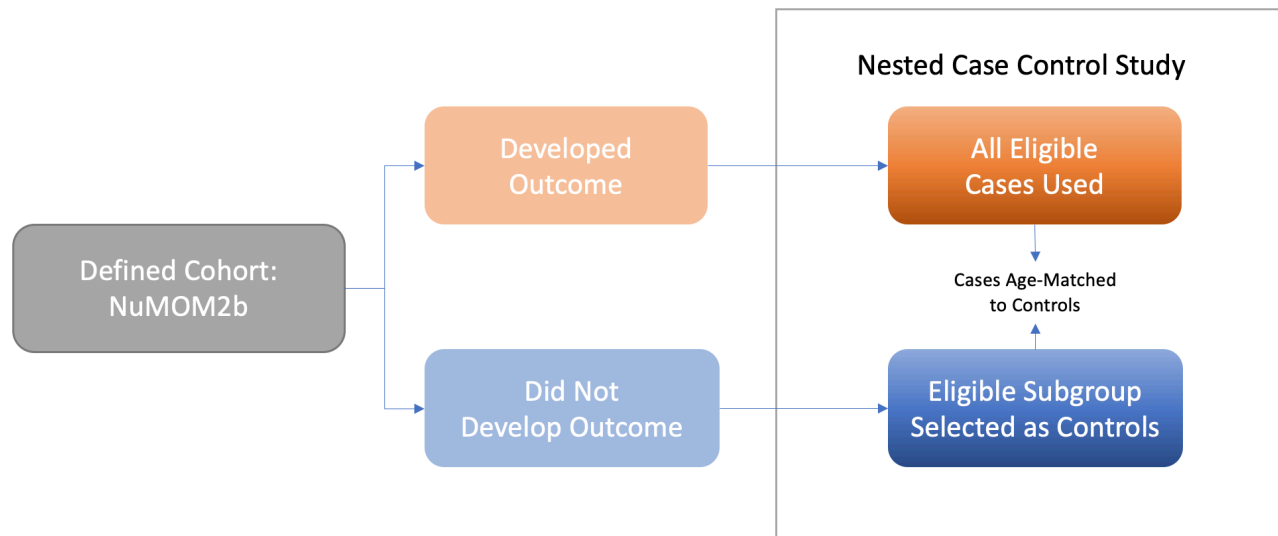 Nested Case Control Study
Developed
Outcome
All Eligible
Cases Used
Defined Cohort:
NuMOM2b
Cases Age-Matched
to Controls
Did Not
Develop Outcome
Eligible Subgroup
Selected as Controls